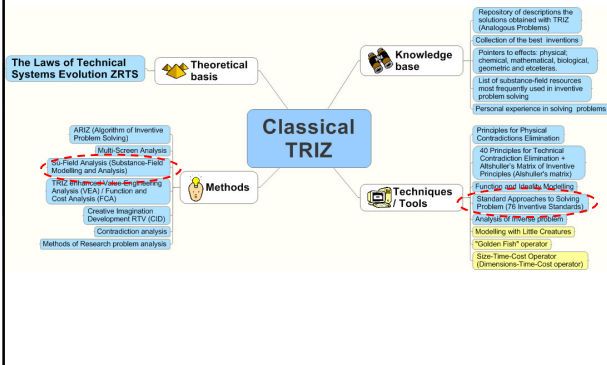 The Laws of Technical
Systems Evolution ZRTS
Theoretical
basis
ARIZ (Algorithm of Inventive
Problem Solving)
Multi-Screen Analysis
Su-Field Analysis (Substance-Field
Modelling and Analysis)
TRIZ Enhanced Value Engineering
Analysis (VEA) / Function and
Cost Analysis (FCA)
Creative Imagination
Development RTV (CID)
Contradiction analysis
Methods of Research problem analysis
Methods
Classical
TRIZ
Knowledge
base
Repository of descriptions the
solutions obtained with TRIZ
(Analogous Problems)
Collection of the best inventions
Pointers to effects: physical;
chemical, mathematical, biological,
geometric and etceteras.
List of substance-field resources
most frequently used in inventive
problem solving
Personal experience in solving problems
Techniques
/ Tools
Principles for Physical
Contradictions Elimination
40 Principles for Technical
Contradiction Elimination +
Altshuller's Matrix of Inventive
Principles (Alshuller's matrix)
Function and Ideality Modelling
Standard Approaches to Solving
Problem (76 Inventive Standards)
Analysis of Inverse problem
Modelling with Little Creatures
"Golden Fish" operator
Size-Time-Cost Operator
(Dimensions-Time-Cost operator)